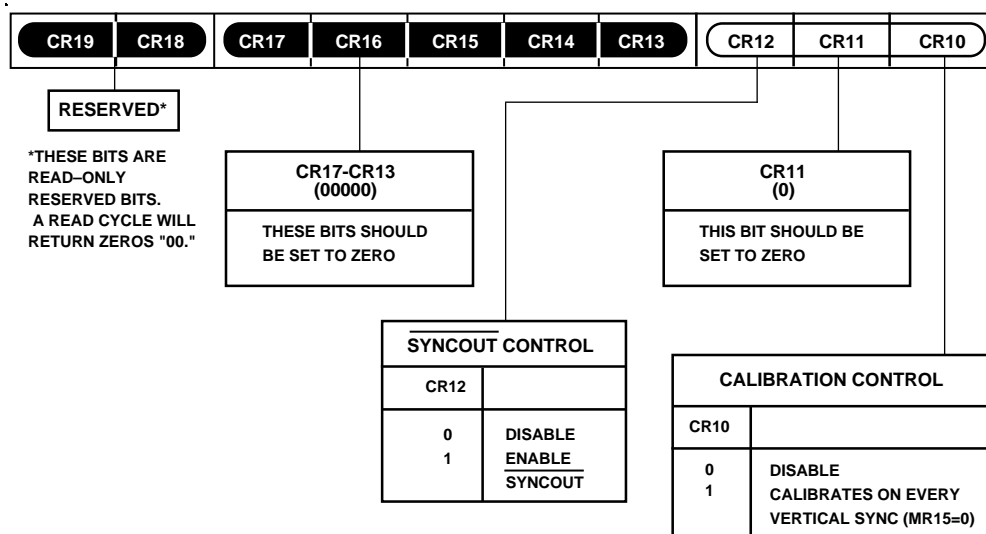 CR19 CR18 CR17 CR16 CR15 CR14 CR13 CR12 CR11 CR10
RESERVED*
*THESE BITS ARE
READ–ONLY
RESERVED BITS.
A READ CYCLE WILL
RETURN ZEROS "00."
CR17-CR13
(00000)
THESE BITS SHOULD
BE SET TO ZERO
CR11
(0)
THIS BIT SHOULD BE
SET TO ZERO
SYNCOUT CONTROL
CR12
0 DISABLE
1 ENABLE
SYNCOUT
CALIBRATION CONTROL
CR10
0 DISABLE
1 CALIBRATES ON EVERY
VERTICAL SYNC (MR15=0)